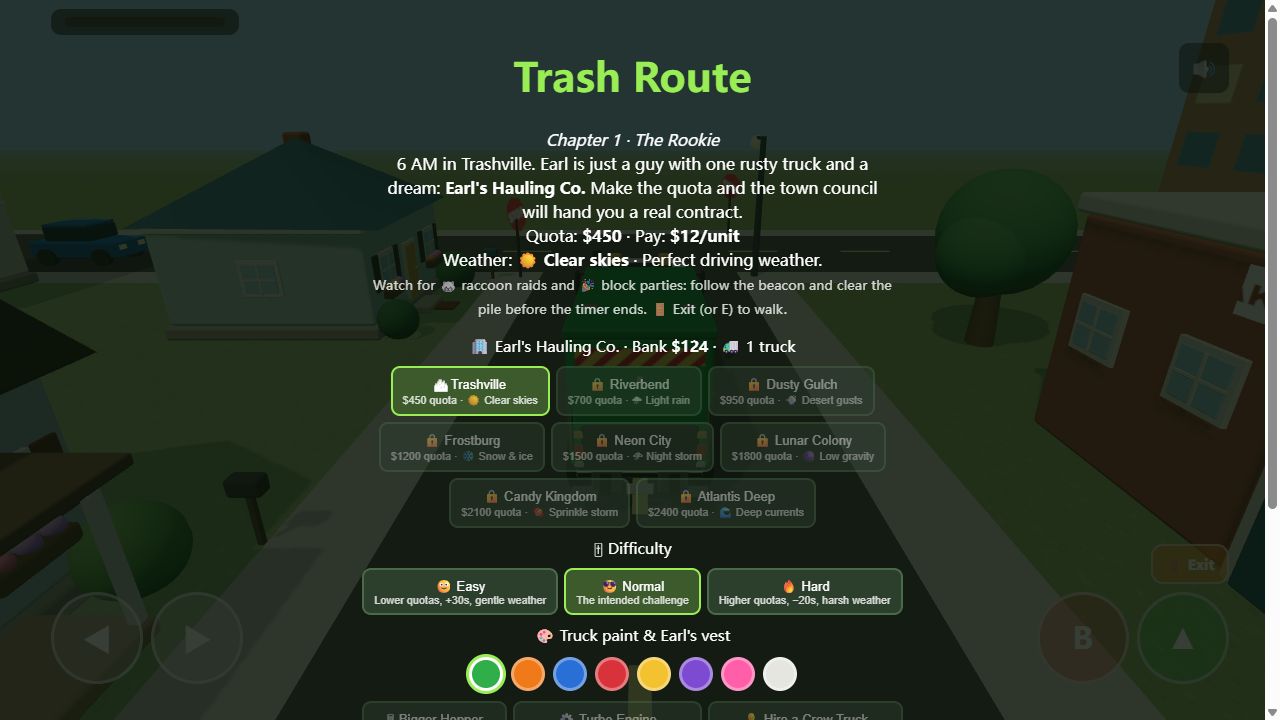 Trash Route
Chapter 1 · The Rookie
6 AM in Trashville. Earl is just a guy with one rusty truck and a
dream: Earl's Hauling Co. Make the quota and the town council
will hand you a real contract.
Quota: $450 · Pay: $12/unit
Weather: Clear skies · Perfect driving weather.
Watch for raccoon raids and block parties: follow the beacon and clear the
pile before the timer ends. Exit (or E) to walk.
Earl's Hauling Co. · Bank $124 · 1 truck
Trashville
$450 quota · Clear skies
Riverbend
$700 quota · Light rain
Dusty Gulch
$950 quota · Desert gusts
Frostburg
$1200 quota · Snow & ice
Neon City
$1500 quota · Night storm
Lunar Colony
$1800 quota · Low gravity
Candy Kingdom
$2100 quota · Sprinkle storm
Atlantis Deep
$2400 quota · Deep currents
Exit
Difficulty
Easy
Lower quotas, +30s, gentle weather
Normal
The intended challenge
Hard
Higher quotas, −20s, harsh weather
B
Truck paint & Earl's vest
Bigger Hopper
Turbo Engine
Hire a Crew Truck